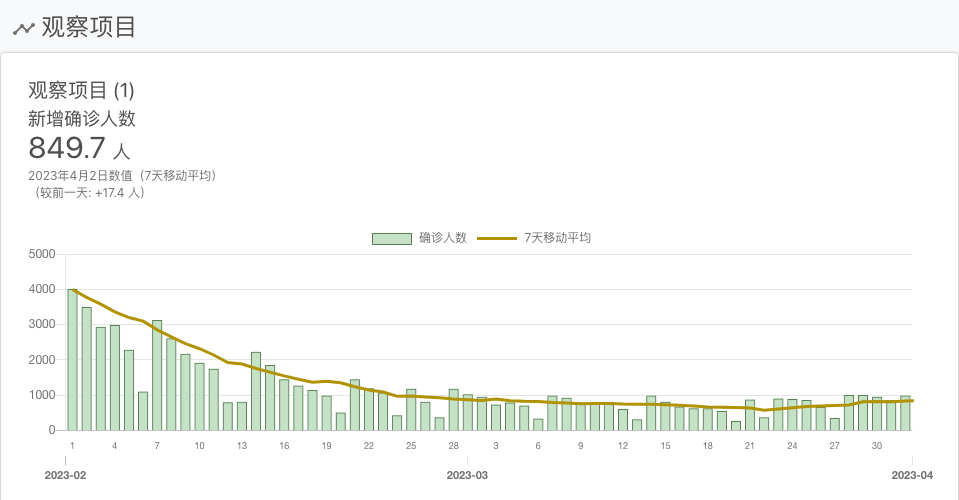 观察项目
观察项目 (1)
新增确诊人数
849.7 人
2023年4月2日数值（7天移动平均）
（较前一天: +17.4 人）
确诊人数 7天移动平均
5000
4000
3000
2000
1000
0
1 4 7 10 13 16 19 22 25 28 3 6 9 12 15 18 21 24 27 30
2023-02 2023-03 2023-04